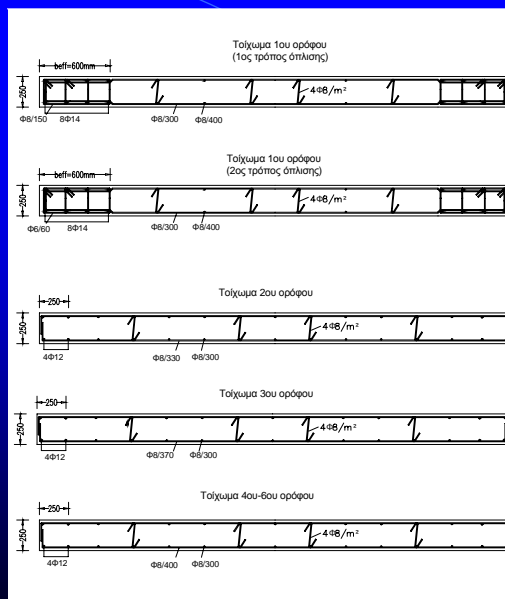 Τοίχωμα 1ου ορόφου
(1ος τρόπος όπλισης)
beff=600mm
250
4Φ8/m²
Φ8/150
8Φ14
Φ8/300
Φ8/400
Τοίχωμα 1ου ορόφου
(2ος τρόπος όπλισης)
beff=600mm
250
4Φ8/m²
Φ6/60
8Φ14
Φ8/300
Φ8/400
Τοίχωμα 2ου ορόφου
250
250
4Φ8/m²
4Φ12
Φ8/330
Φ8/300
Τοίχωμα 3ου ορόφου
250
250
4Φ8/m²
4Φ12
Φ8/370
Φ8/300
Τοίχωμα 4ου-6ου ορόφου
250
250
4Φ8/m²
4Φ12
Φ8/400
Φ8/300